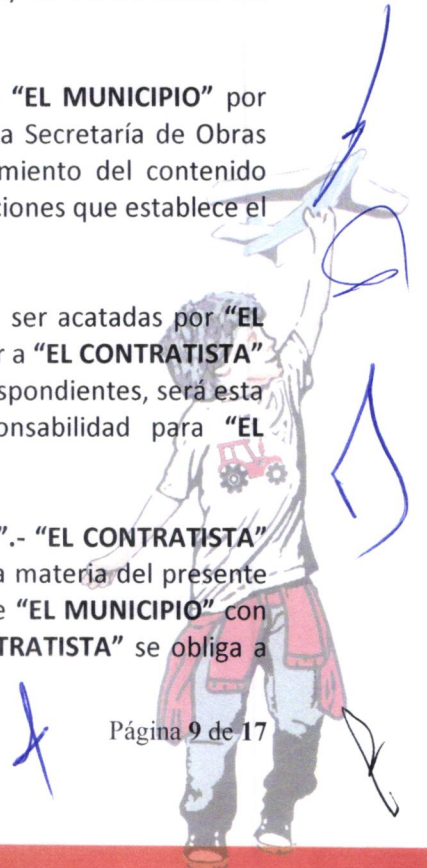 "EL MUNICIPIO" por
a Secretaría de Obras
miento del contenido
ciones que establece el
ser acatadas por "EL
r a "EL CONTRATISTA"
spondientes, será esta
onsabilidad para "EL
".- "EL CONTRATISTA"
a materia del presente
e "EL MUNICIPIO" con
TRATISTA" se obliga a
Página 9 de 17